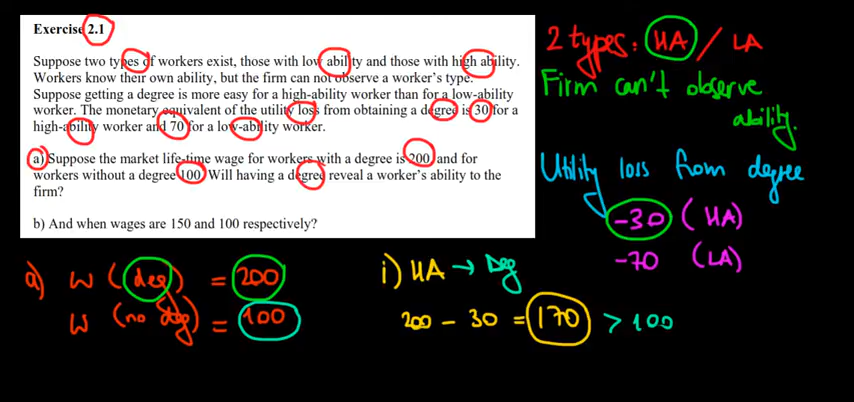 Exercise 2.1
Suppose two types of workers exist, those with low ability and those with high ability.
Workers know their own ability, but the firm can not observe a worker's type.
Suppose getting a degree is more easy for a high-ability worker than for a low-ability
worker. The monetary equivalent of the utility loss from obtaining a degree is 30 for a
high-ability worker and 70 for a low-ability worker.
a) Suppose the market life-time wage for workers with a degree is 200 and for
workers without a degree 100. Will having a degree reveal a worker's ability to the
firm?
b) And when wages are 150 and 100 respectively?
2 types: HA / LA
Firm can't observe
ability.
Utility loss from degree
-30 (HA)
-70 (LA)
a) W (deg) = 200
W (no deg) = 100
i) HA → Deg
200 - 30 = 170 > 100